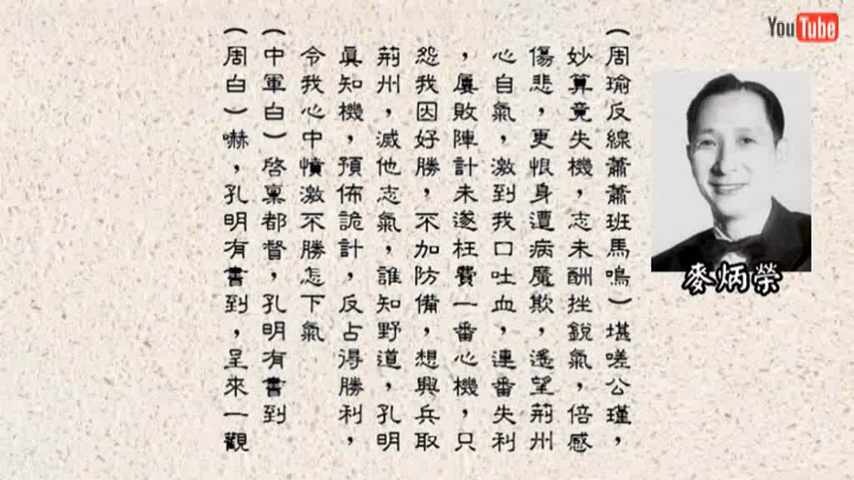 （周瑜反線蕭蕭班馬鳴）堪嗟公瑾，
妙算竟失機，志未酬挫銳氣，倍感
傷悲，更恨身遭病魔欺，遙望荊州
心自氣，激到我口吐血，連番失利
，屢敗陣計未遂枉費一番心機，只
怨我因好勝，不加防備，想興兵取
荊州，滅他志氣，誰知野道，孔明
眞知機，預佈詭計，反占得勝利，
令我心中憤激不勝怎下氣
（中軍白）啓稟都督，孔明有書到
（周白）嚇，孔明有書到，呈來一觀
麥炳榮
YouTube